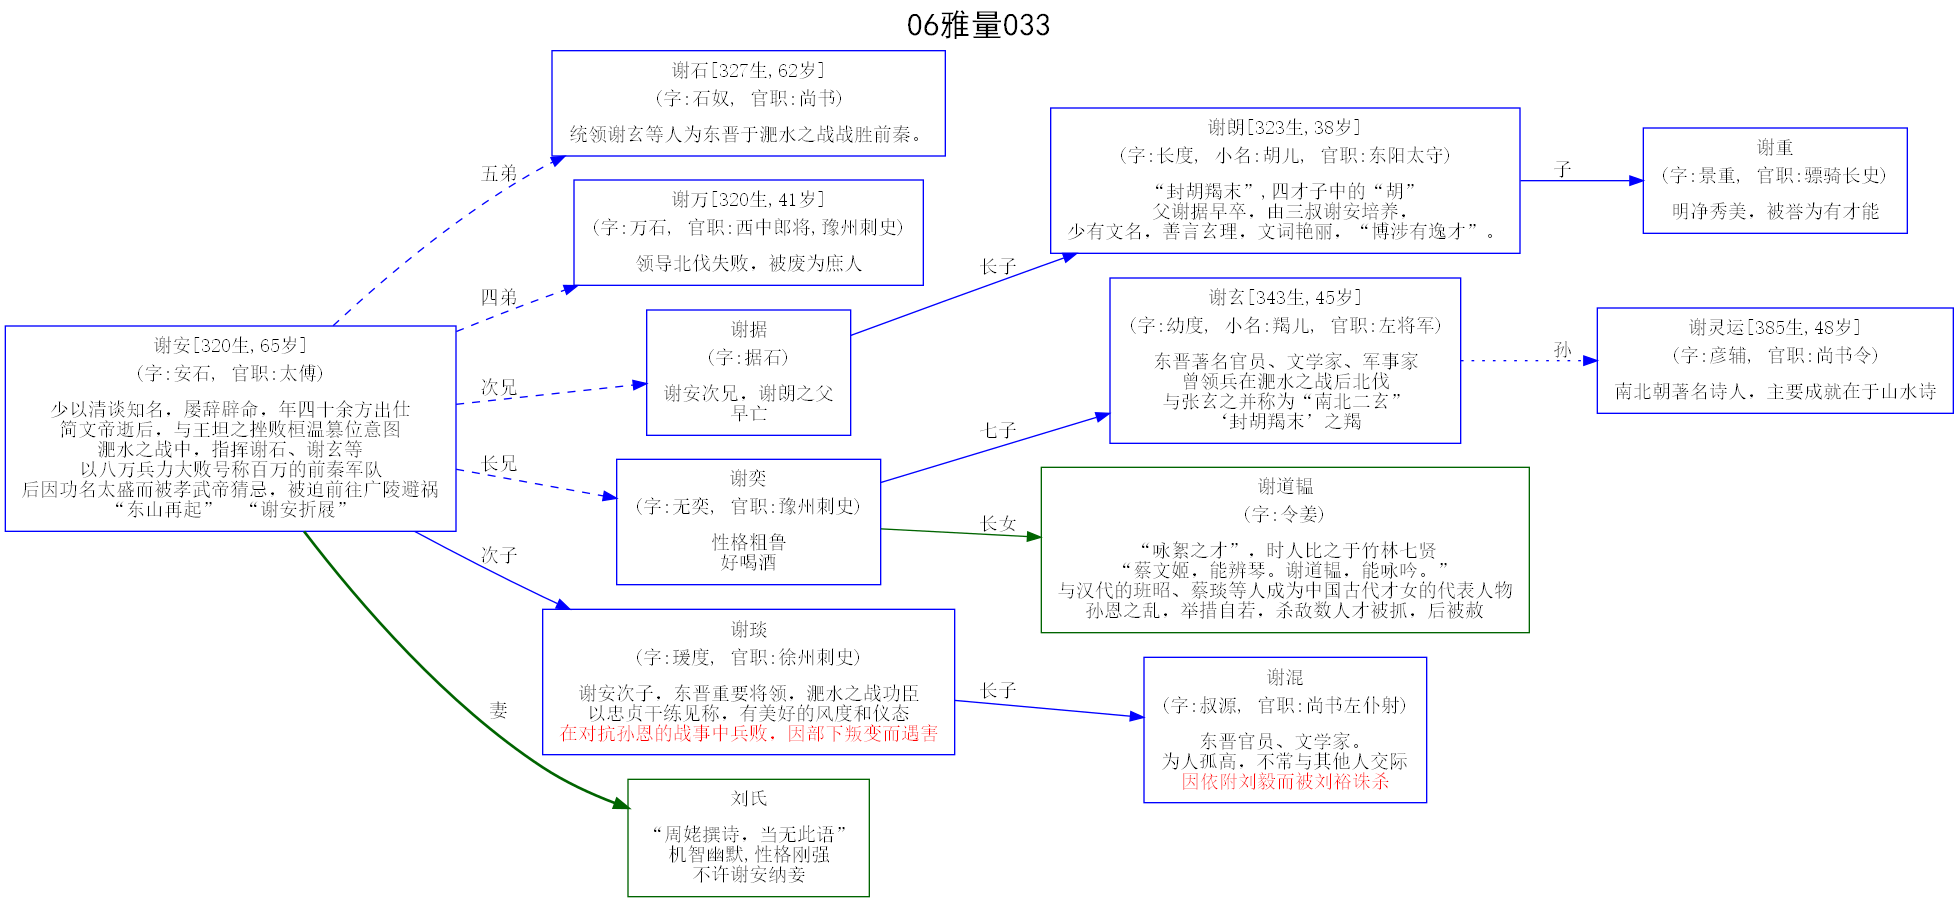 06雅量033
谢石[327生,62岁]
(字:石奴, 官职:尚书)
统领谢玄等人为东晋于淝水之战战胜前秦。
五弟
谢万[320生,41岁]
(字:万石, 官职:西中郎将,豫州刺史)
领导北伐失败，被废为庶人
四弟
谢安[320生,65岁]
(字:安石, 官职:太傅)
少以清谈知名，屡辞辟命，年四十余方出仕
简文帝逝后，与王坦之挫败桓温篡位意图
淝水之战中，指挥谢石、谢玄等
以八万兵力大败号称百万的前秦军队
后因功名太盛而被孝武帝猜忌，被迫前往广陵避祸
“东山再起”  “谢安折屐”
次兄
谢据
(字:据石)
谢安次兄，谢朗之父
早亡
长兄
谢奕
(字:无奕, 官职:豫州刺史)
性格粗鲁
好喝酒
次子
谢琰
(字:瑗度, 官职:徐州刺史)
谢安次子，东晋重要将领，淝水之战功臣
以忠贞干练见称，有美好的风度和仪态
在对抗孙恩的战事中兵败，因部下叛变而遇害
妻
刘氏
“周姥撰诗，当无此语”
机智幽默,性格刚强
不许谢安纳妾
长子
谢朗[323生,38岁]
(字:长度, 小名:胡儿, 官职:东阳太守)
“封胡羯末”,四才子中的“胡”
父谢据早卒，由三叔谢安培养，
少有文名，善言玄理，文词艳丽，“博涉有逸才”。
子
谢重
(字:景重, 官职:骠骑长史)
明净秀美，被誉为有才能
七子
谢玄[343生,45岁]
(字:幼度, 小名:羯儿, 官职:左将军)
东晋著名官员、文学家、军事家
曾领兵在淝水之战后北伐
与张玄之并称为“南北二玄”
‘封胡羯末’之羯
孙
谢灵运[385生,48岁]
(字:彦辅, 官职:尚书令)
南北朝著名诗人，主要成就在于山水诗
长女
谢道韫
(字:令姜)
“咏絮之才”，时人比之于竹林七贤
“蔡文姬，能辨琴。谢道韫，能咏吟。”
与汉代的班昭、蔡琰等人成为中国古代才女的代表人物
孙恩之乱，举措自若，杀敌数人才被抓，后被赦
长子
谢混
(字:叔源, 官职:尚书左仆射)
东晋官员、文学家。
为人孤高，不常与其他人交际
因依附刘毅而被刘裕诛杀